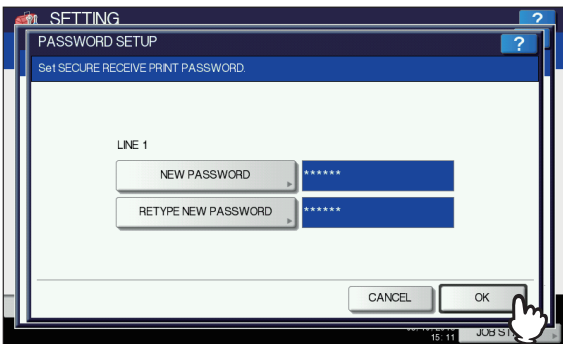 SETTING
?
PASSWORD SETUP
?
Set SECURE RECEIVE PRINT PASSWORD.
LINE 1
NEW PASSWORD
******
RETYPE NEW PASSWORD
******
CANCEL
OK
15:11
JOB